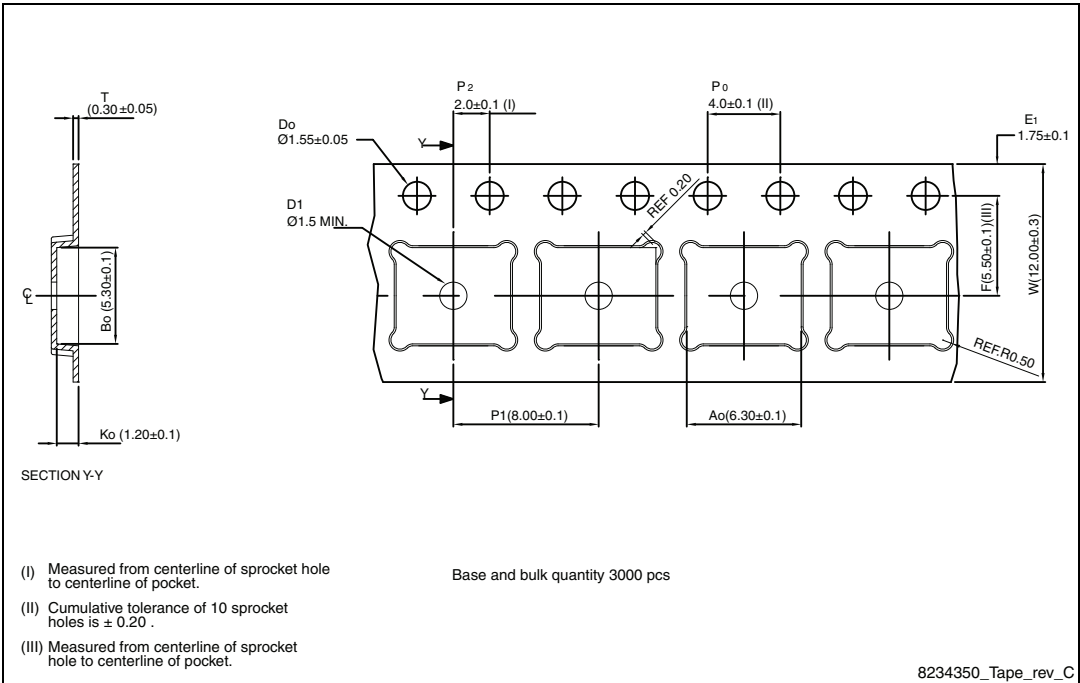 P2
2.0±0.1 (I)
P0
4.0±0.1 (II)
T
(0.30±0.05)
Do
Ø1.55±0.05
Y
E1
1.75±0.1
D1
Ø1.5 MIN.
REF 0.20
F(5.50±0.1)(III)
W(12.00±0.3)
Bo (5.30±0.1)
CL
REF.R0.50
Y
P1(8.00±0.1)
Ao(6.30±0.1)
Ko (1.20±0.1)
SECTION Y-Y
(I) Measured from centerline of sprocket hole
to centerline of pocket.
Base and bulk quantity 3000 pcs
(II) Cumulative tolerance of 10 sprocket
holes is ± 0.20 .
(III) Measured from centerline of sprocket
hole to centerline of pocket.
8234350_Tape_rev_C